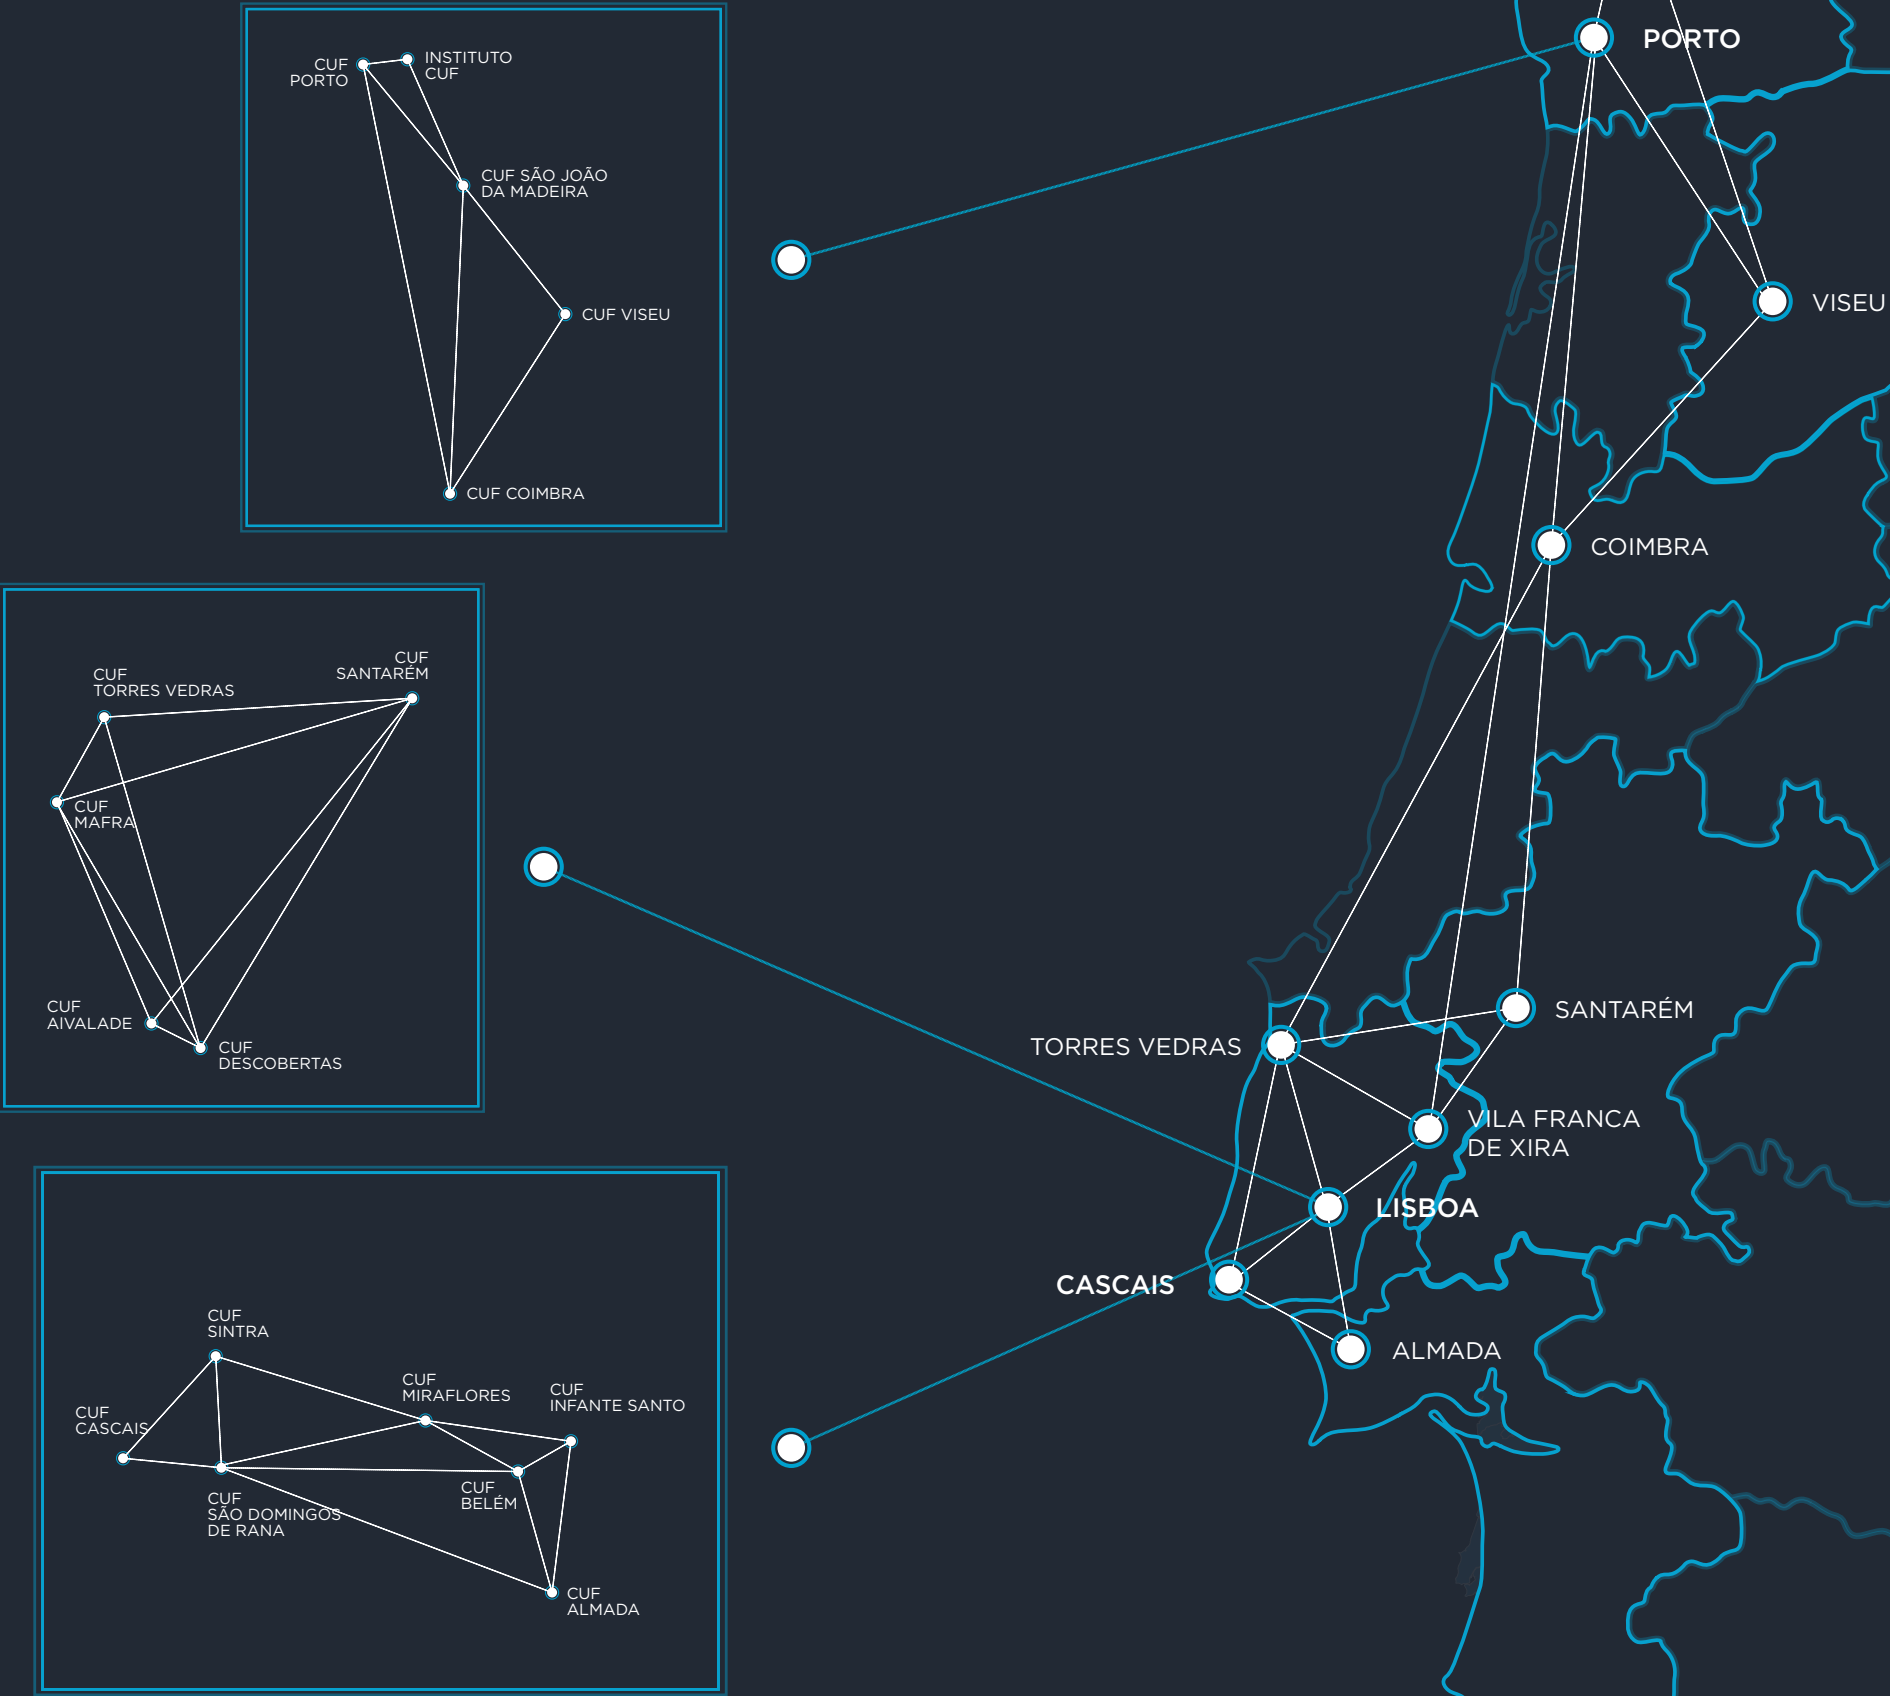 CUF
PORTO
INSTITUTO
CUF
CUF SÃO JOÃO
DA MADEIRA
CUF VISEU
CUF COIMBRA
CUF
TORRES VEDRAS
CUF
SANTARÉM
CUF
MAFRA
CUF
AIVALADE
CUF
DESCOBERTAS
CUF
SINTRA
CUF
CASCAIS
CUF
MIRAFLORES
CUF
INFANTE SANTO
CUF
BELÉM
CUF
SÃO DOMINGOS
DE RANA
CUF
ALMADA
PORTO
VISEU
COIMBRA
SANTARÉM
TORRES VEDRAS
VILA FRANCA
DE XIRA
LISBOA
CASCAIS
ALMADA